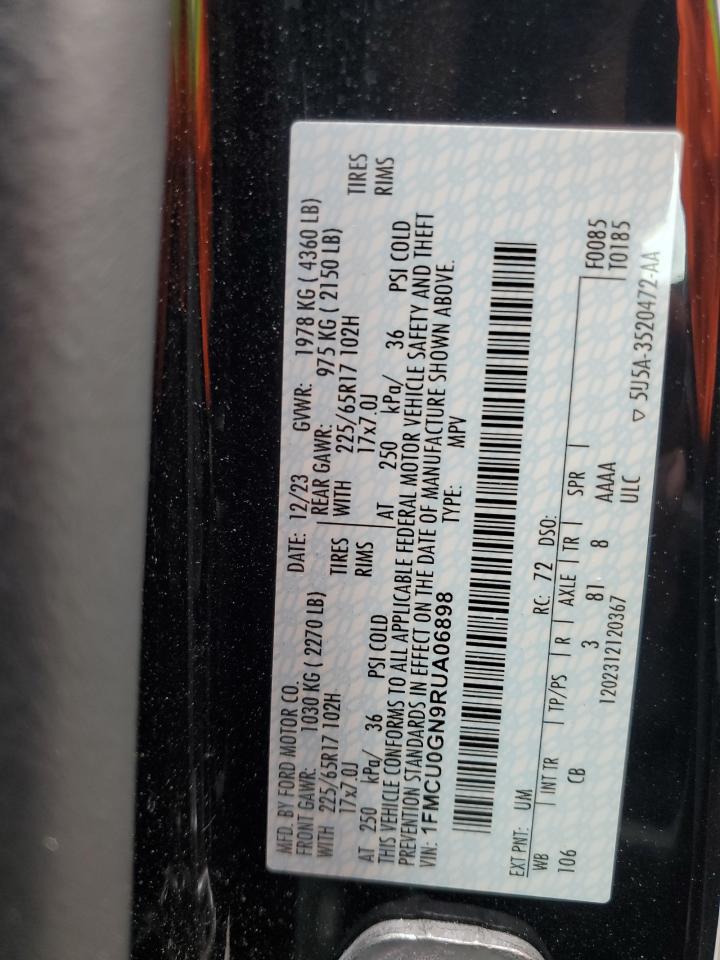 MFD. BY FORD MOTOR CO.
DATE: 12/23 GVWR: 1978 KG ( 4360 LB)
FRONT GAWR: 1030 KG ( 2270 LB) REAR GAWR: 975 KG ( 2150 LB)
WITH 225/65R17 102H TIRES WITH 225/65R17 102H TIRES
17x7.0J RIMS 17x7.0J RIMS
AT 250 kPa/ 36 PSI COLD AT 250 kPa/ 36 PSI COLD
THIS VEHICLE CONFORMS TO ALL APPLICABLE FEDERAL MOTOR VEHICLE SAFETY AND THEFT
PREVENTION STANDARDS IN EFFECT ON THE DATE OF MANUFACTURE SHOWN ABOVE.
VIN: 1FMCU0GN9RUA06898 TYPE: MPV
EXT PNT: UM RC: 72 DSO:
WB INT TR TP/PS R AXLE TR SPR F0085
106 CB 3 81 8 AAAA T0185
1202312120367 ULC
▽ 5U5A-3520472-AA